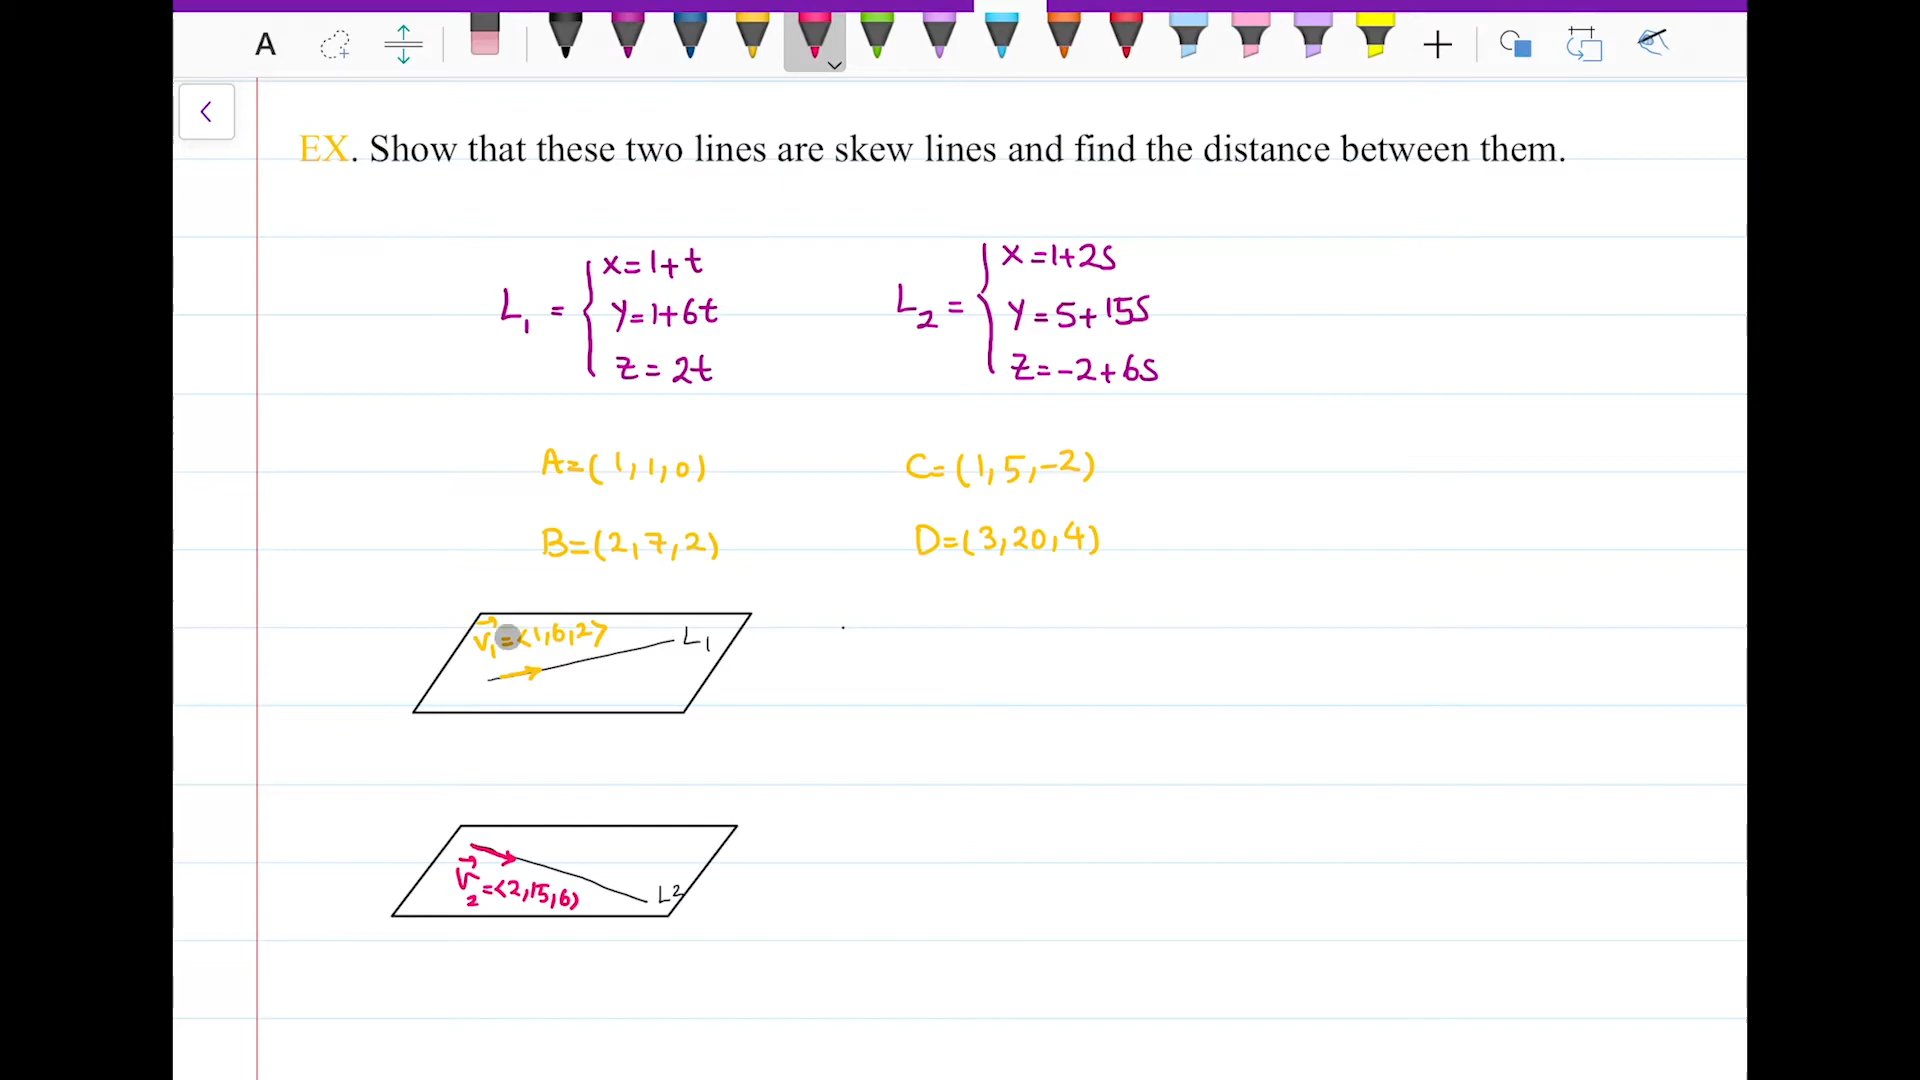 A
EX. Show that these two lines are skew lines and find the distance between them.
L₁ = { x=1+t
y=1+6t
z=2t
L₂ = { x=1+2s
y=5+15s
z=-2+6s
A=(1,1,0)
C=(1,5,-2)
B=(2,7,2)
D=(3,20,4)
v₁=<1,6,2>
L₁
v₂=<2,15,6>
L2